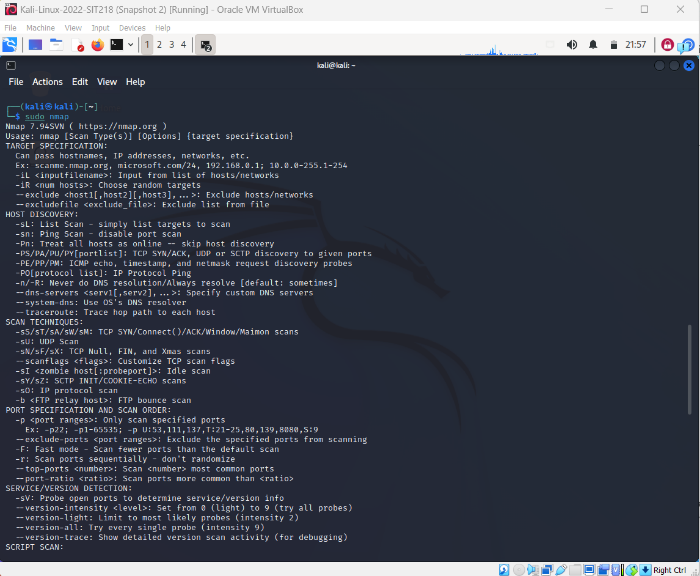 Kali-Linux-2022-SIT218 (Snapshot 2) [Running] - Oracle VM VirtualBox
File Machine View Input Devices Help
1 2 3 4 21:57
kali@kali: ~
File Actions Edit View Help
(kali㉿kali)-[~]
$ sudo nmap
Nmap 7.94SVN ( https://nmap.org )
Usage: nmap [Scan Type(s)] [Options] {target specification}
TARGET SPECIFICATION:
Can pass hostnames, IP addresses, networks, etc.
Ex: scanme.nmap.org, microsoft.com/24, 192.168.0.1; 10.0.0-255.1-254
-iL <inputfilename>: Input from list of hosts/networks
-iR <num hosts>: Choose random targets
--exclude <host1[,host2][,host3],...>: Exclude hosts/networks
--excludefile <exclude_file>: Exclude list from file
HOST DISCOVERY:
-sL: List Scan - simply list targets to scan
-sn: Ping Scan - disable port scan
-Pn: Treat all hosts as online -- skip host discovery
-PS/PA/PU/PY[portlist]: TCP SYN/ACK, UDP or SCTP discovery to given ports
-PE/PP/PM: ICMP echo, timestamp, and netmask request discovery probes
-PO[protocol list]: IP Protocol Ping
-n/-R: Never do DNS resolution/Always resolve [default: sometimes]
--dns-servers <serv1[,serv2],...>: Specify custom DNS servers
--system-dns: Use OS's DNS resolver
--traceroute: Trace hop path to each host
SCAN TECHNIQUES:
-sS/sT/sA/sW/sM: TCP SYN/Connect()/ACK/Window/Maimon scans
-sU: UDP Scan
-sN/sF/sX: TCP Null, FIN, and Xmas scans
--scanflags <flags>: Customize TCP scan flags
-sI <zombie host[:probeport]>: Idle scan
-sY/sZ: SCTP INIT/COOKIE-ECHO scans
-sO: IP protocol scan
-b <FTP relay host>: FTP bounce scan
PORT SPECIFICATION AND SCAN ORDER:
-p <port ranges>: Only scan specified ports
Ex: -p22; -p1-65535; -p U:53,111,137,T:21-25,80,139,8080,S:9
--exclude-ports <port ranges>: Exclude the specified ports from scanning
-F: Fast mode - Scan fewer ports than the default scan
-r: Scan ports sequentially - don't randomize
--top-ports <number>: Scan <number> most common ports
--port-ratio <ratio>: Scan ports more common than <ratio>
SERVICE/VERSION DETECTION:
-sV: Probe open ports to determine service/version info
--version-intensity <level>: Set from 0 (light) to 9 (try all probes)
--version-light: Limit to most likely probes (intensity 2)
--version-all: Try every single probe (intensity 9)
--version-trace: Show detailed version scan activity (for debugging)
SCRIPT SCAN:
Right Ctrl